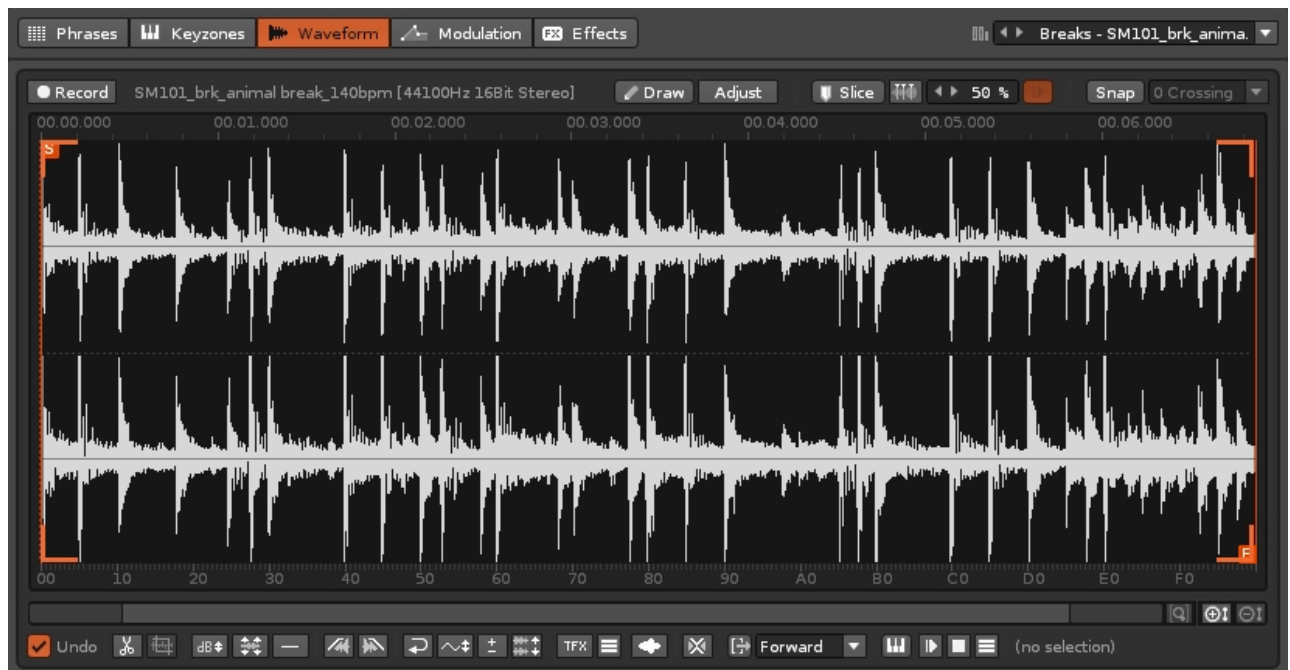 Phrases Keyzones Waveform Modulation FX Effects Breaks - SM101_brk_anima.
Record SM101_brk_animal break_140bpm [44100Hz 16Bit Stereo] Draw Adjust Slice 50 % Snap 0 Crossing
00.00.000 00.01.000 00.02.000 00.03.000 00.04.000 00.05.000 00.06.000
S
E
00 10 20 30 40 50 60 70 80 90 A0 B0 C0 D0 E0 F0
Undo dB TFX Forward (no selection)